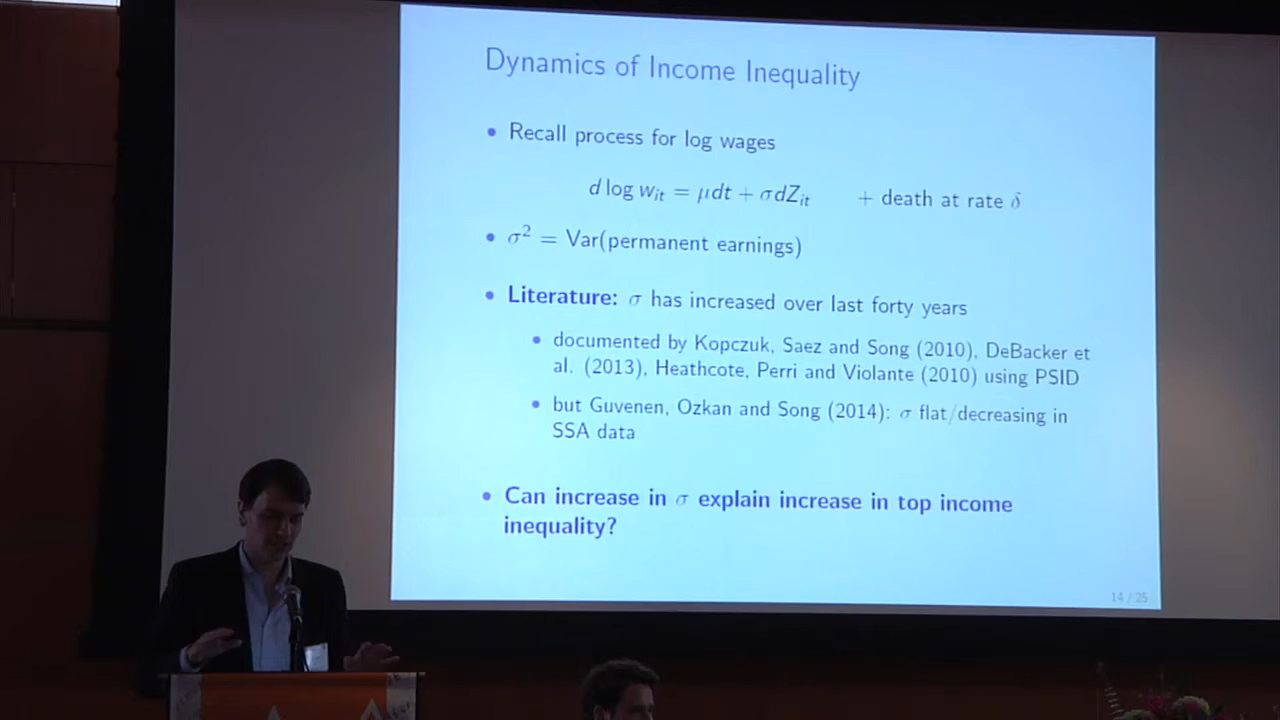 Dynamics of Income Inequality
• Recall process for log wages
d log wᵢₜ = μdt + σdZᵢₜ + death at rate δ
• σ² = Var(permanent earnings)
• Literature: σ has increased over last forty years
• documented by Kopczuk, Saez and Song (2010), DeBacker et
al. (2013), Heathcote, Perri and Violante (2010) using PSID
• but Guvenen, Ozkan and Song (2014): σ flat/decreasing in
SSA data
• Can increase in σ explain increase in top income
inequality?
14 / 25